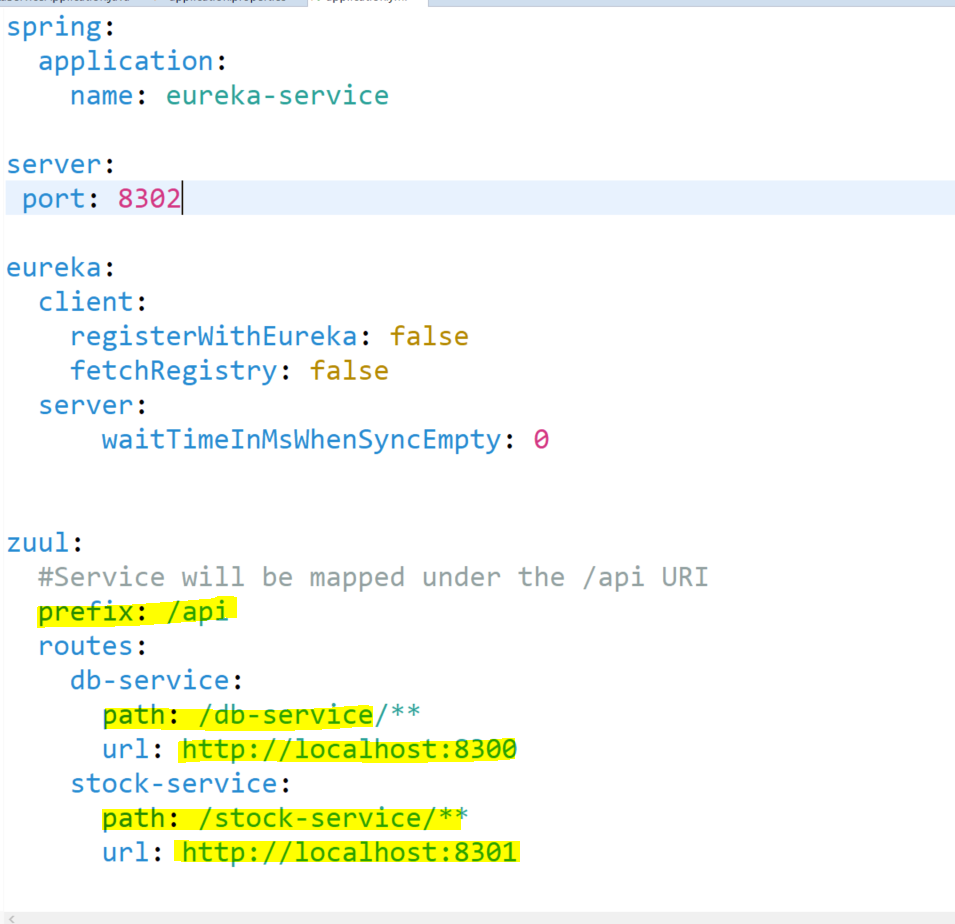 spring:
  application:
    name: eureka-service
server:
 port: 8302
eureka:
  client:
    registerWithEureka: false
    fetchRegistry: false
  server:
      waitTimeInMsWhenSyncEmpty: 0
zuul:
  #Service will be mapped under the /api URI
  prefix: /api
  routes:
    db-service:
      path: /db-service/**
      url: http://localhost:8300
    stock-service:
      path: /stock-service/**
      url: http://localhost:8301